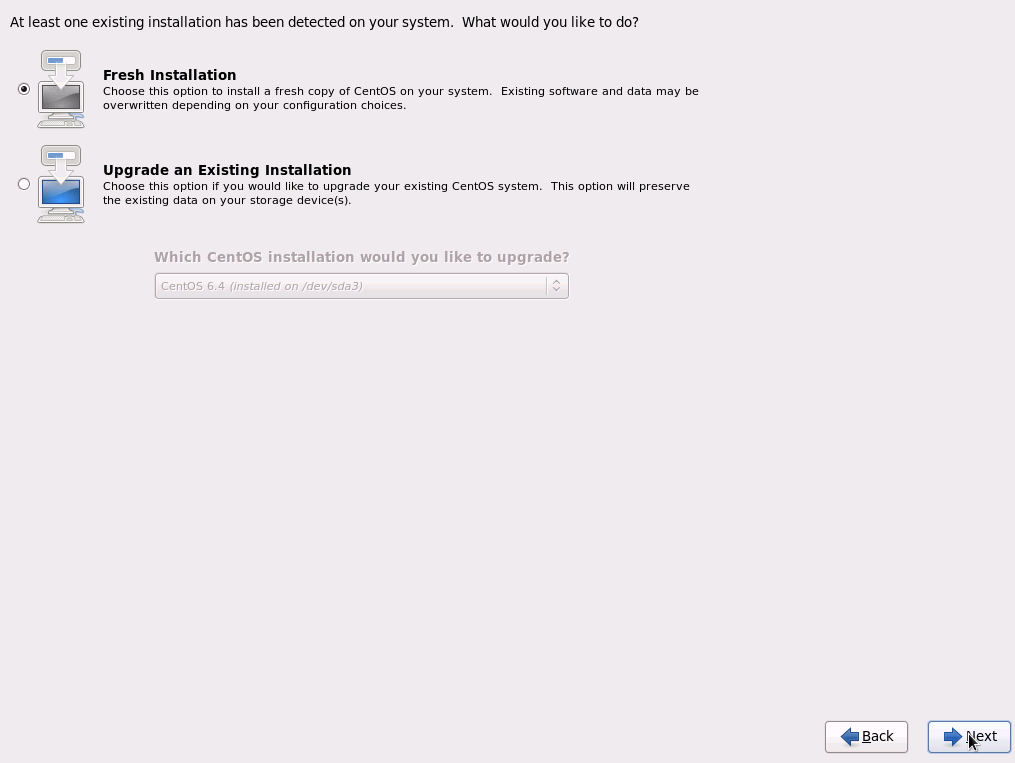 At least one existing installation has been detected on your system.  What would you like to do?
Fresh Installation
Choose this option to install a fresh copy of CentOS on your system.  Existing software and data may be
overwritten depending on your configuration choices.
Upgrade an Existing Installation
Choose this option if you would like to upgrade your existing CentOS system.  This option will preserve
the existing data on your storage device(s).
Which CentOS installation would you like to upgrade?
CentOS 6.4 (installed on /dev/sda3)
Back
Next